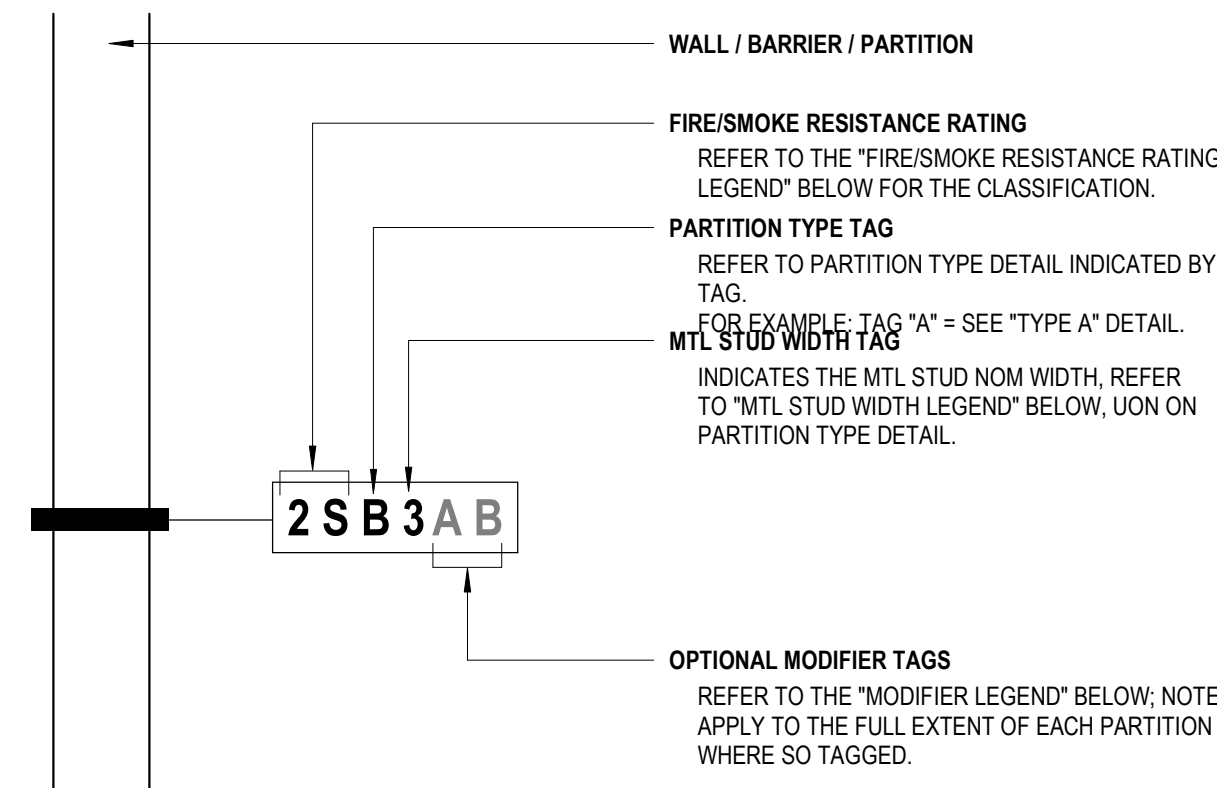 WALL / BARRIER / PARTITION
FIRE/SMOKE RESISTANCE RATING
REFER TO THE "FIRE/SMOKE RESISTANCE RATING
LEGEND" BELOW FOR THE CLASSIFICATION.
PARTITION TYPE TAG
REFER TO PARTITION TYPE DETAIL INDICATED BY
TAG.
FOR EXAMPLE: TAG "A" = SEE "TYPE A" DETAIL.
MTL STUD WIDTH TAG
INDICATES THE MTL STUD NOM WIDTH, REFER
TO "MTL STUD WIDTH LEGEND" BELOW, UON ON
PARTITION TYPE DETAIL.
2 S B 3 A B
OPTIONAL MODIFIER TAGS
REFER TO THE "MODIFIER LEGEND" BELOW; NOTE
APPLY TO THE FULL EXTENT OF EACH PARTITION
WHERE SO TAGGED.